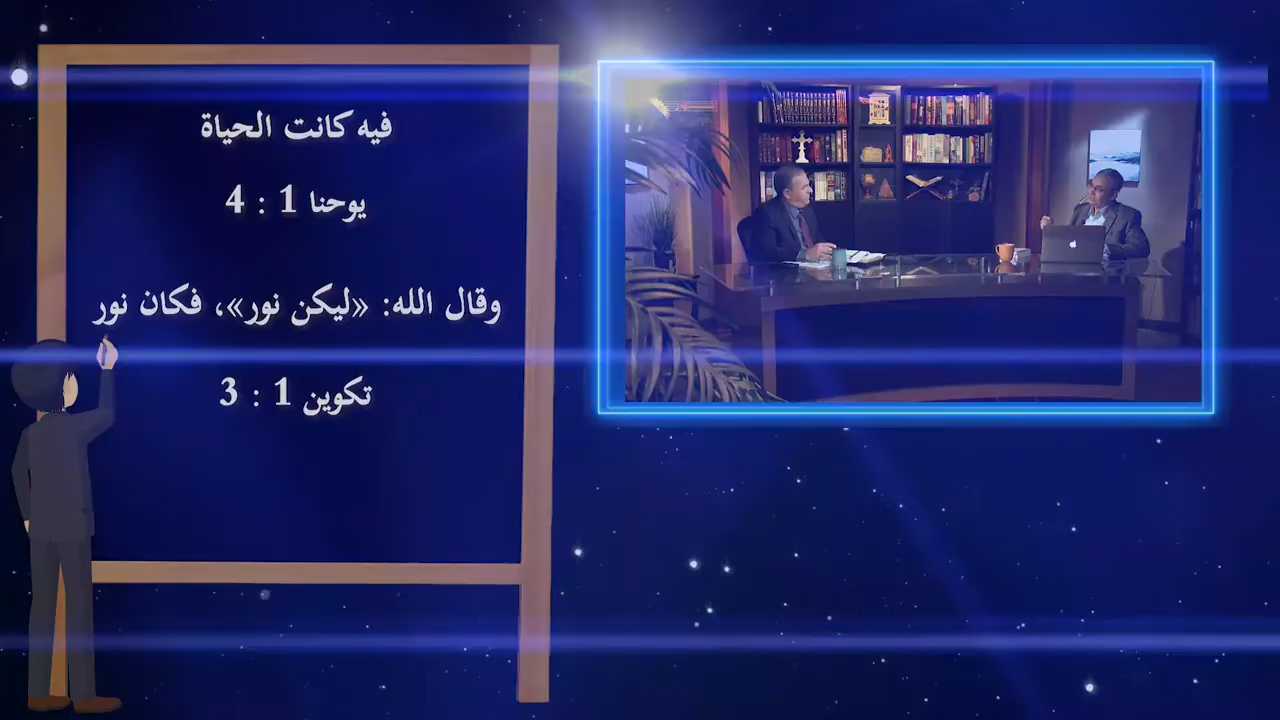 فيه كانت الحياة
يوحنا 1 : 4
وقال الله: «ليكن نور»، فكان نور
تكوين 1 : 3